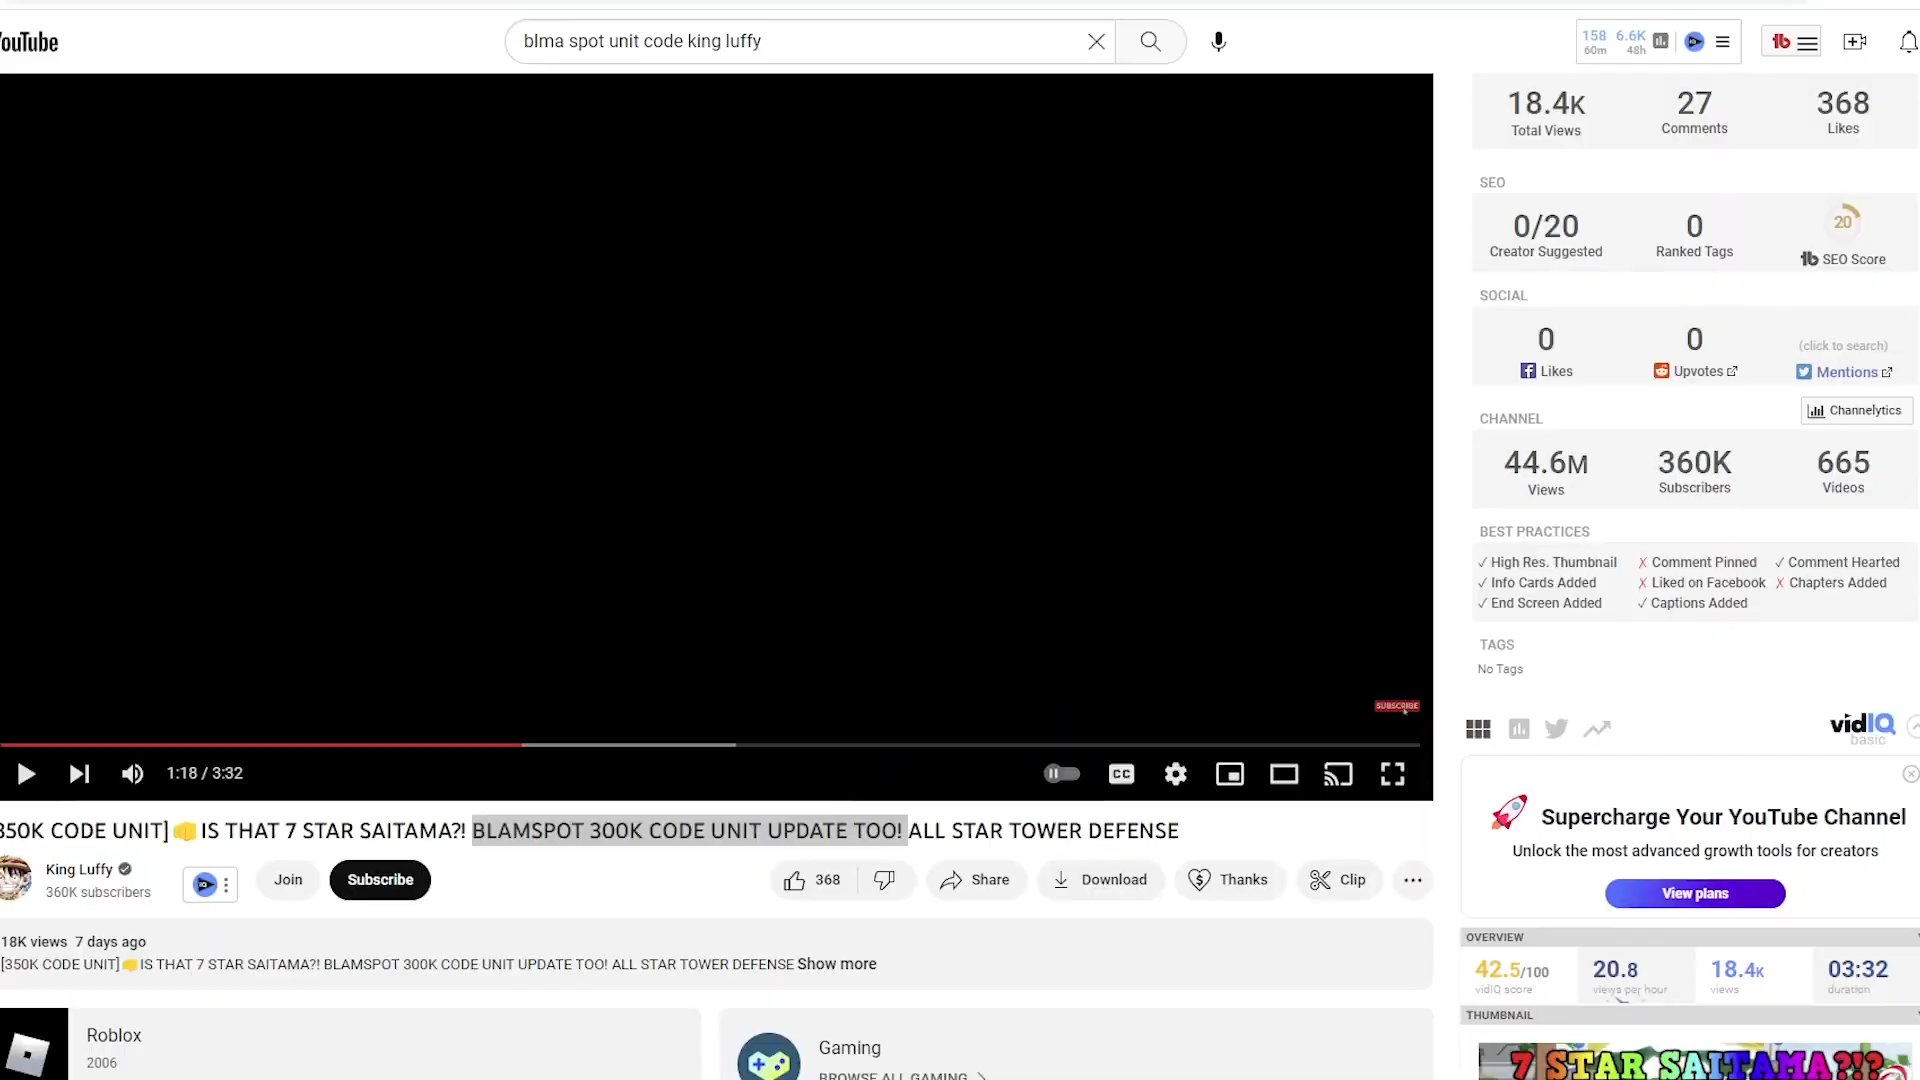 YouTube
blma spot unit code king luffy
158 6.6K
60m 48h
18.4K 27 368
Total Views Comments Likes
SEO
0/20 0 20
Creator Suggested Ranked Tags SEO Score
SOCIAL
0 0 (click to search)
Likes Upvotes Mentions
CHANNEL Channelytics
44.6M 360K 665
Views Subscribers Videos
BEST PRACTICES
✓ High Res. Thumbnail ✗ Comment Pinned ✓ Comment Hearted
✓ Info Cards Added ✗ Liked on Facebook ✗ Chapters Added
✓ End Screen Added ✓ Captions Added
TAGS
No Tags
SUBSCRIBE
1:18 / 3:32
CC
350K CODE UNIT]👊IS THAT 7 STAR SAITAMA?! BLAMSPOT 300K CODE UNIT UPDATE TOO! ALL STAR TOWER DEFENSE
King Luffy
360K subscribers
Join Subscribe 368 Share Download Thanks Clip
18K views 7 days ago
[350K CODE UNIT]👊IS THAT 7 STAR SAITAMA?! BLAMSPOT 300K CODE UNIT UPDATE TOO! ALL STAR TOWER DEFENSE Show more
Roblox
2006
Gaming
BROWSE ALL GAMING
vidIQ
basic
Supercharge Your YouTube Channel
Unlock the most advanced growth tools for creators
View plans
OVERVIEW
42.5/100 20.8 18.4K 03:32
vidIQ score views per hour views duration
THUMBNAIL
7 STAR SAITAMA?!?